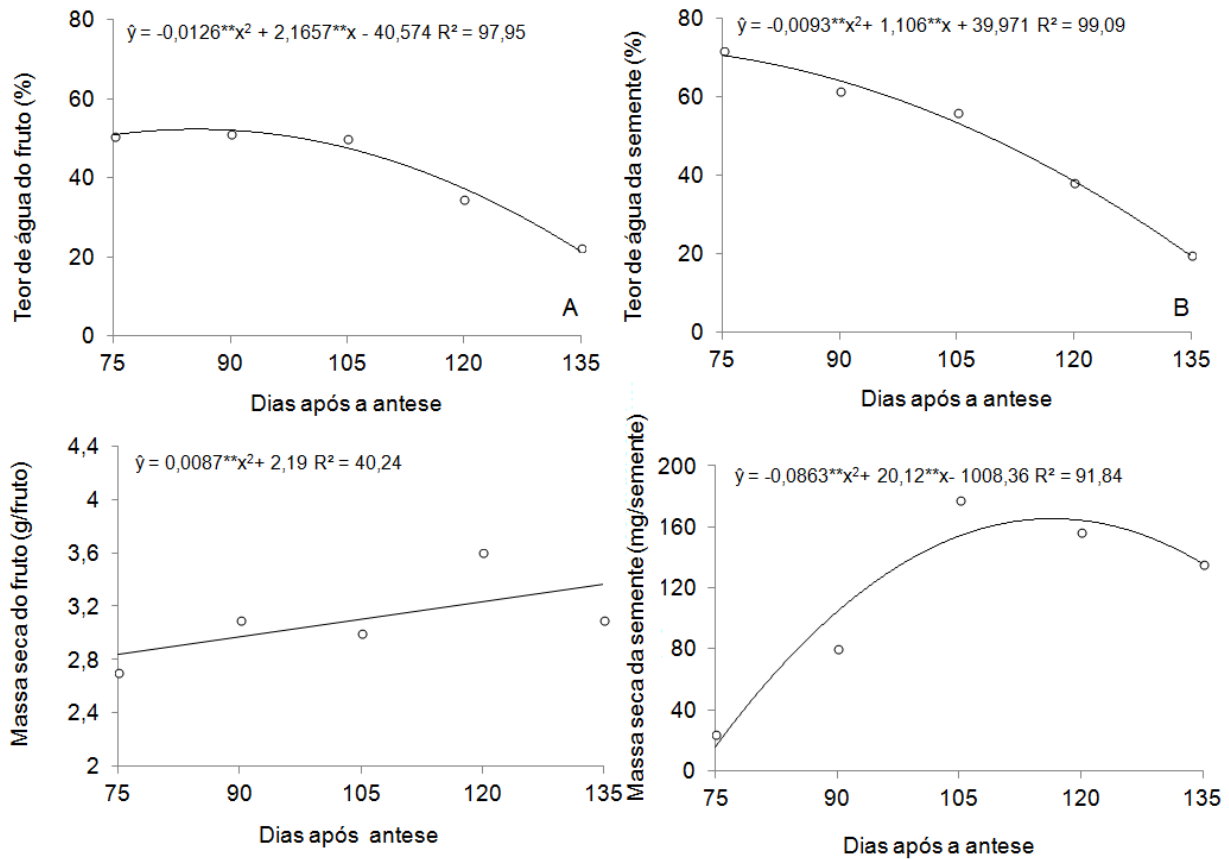 ŷ = -0,0126**x² + 2,1657**x - 40,574 R² = 97,95
Teor de água do fruto (%)
80
60
40
20
0
A
75 90 105 120 135
Dias após a antese
ŷ = -0,0093**x²+ 1,106**x + 39,971 R² = 99,09
Teor de água da semente (%)
80
60
40
20
0
B
75 90 105 120 135
Dias após a antese
ŷ = 0,0087**x²+ 2,19 R² = 40,24
Massa seca do fruto (g/fruto)
4,4
4
3,6
3,2
2,8
2,4
2
75 90 105 120 135
Dias após antese
ŷ = -0,0863**x²+ 20,12**x- 1008,36 R² = 91,84
Massa seca da semente (mg/semente)
200
160
120
80
40
0
75 90 105 120 135
Dias após a antese